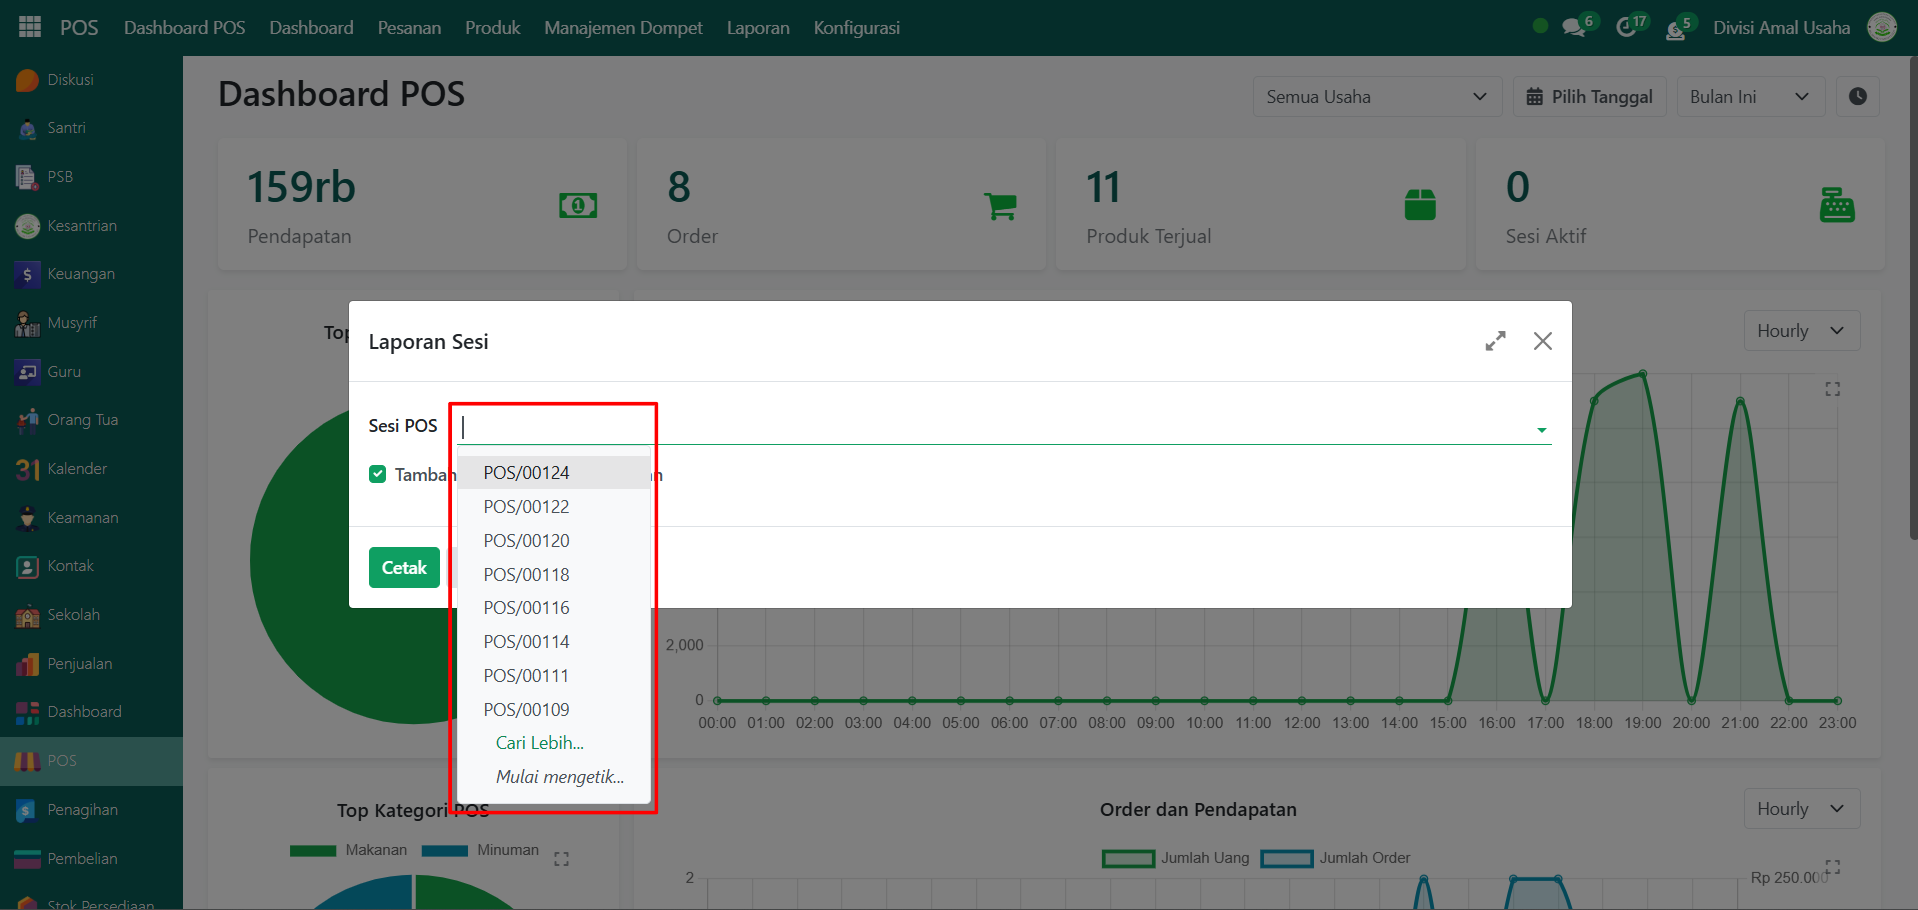 POS Dashboard POS Dashboard Pesanan Produk Manajemen Dompet Laporan Konfigurasi 6 17 5 Divisi Amal Usaha
Diskusi
Santri
PSB
Kesantrian
Keuangan
Musyrif
Guru
Orang Tua
Kalender
Keamanan
Kontak
Sekolah
Penjualan
Dashboard
POS
Penagihan
Pembelian
Stok Persediaan
Dashboard POS
Semua Usaha Pilih Tanggal Bulan Ini
159rb
Pendapatan
8
Order
11
Produk Terjual
0
Sesi Aktif
Top
Hourly
Laporan Sesi
Sesi POS
Tamban
POS/00124
POS/00122
POS/00120
POS/00118
POS/00116
POS/00114
POS/00111
POS/00109
Cari Lebih...
Mulai mengetik...
Cetak
2,000
0
00:00 01:00 02:00 03:00 04:00 05:00 06:00 07:00 08:00 09:00 10:00 11:00 12:00 13:00 14:00 15:00 16:00 17:00 18:00 19:00 20:00 21:00 22:00 23:00
Top Kategori POS
Makanan Minuman
Order dan Pendapatan
Hourly
Jumlah Uang Jumlah Order
2
Rp 250.000